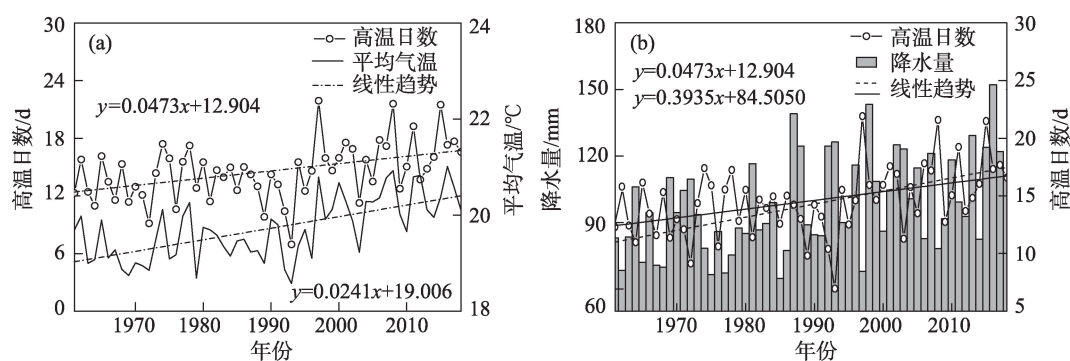 (a)
高温日数
平均气温
线性趋势
y=0.0473x+12.904
y=0.0241x+19.006
30
24
18
12
6
0
高温日数/d
24
22
20
18
平均气温/℃
1970 1980 1990 2000 2010
年份
(b)
高温日数
降水量
线性趋势
y=0.0473x+12.904
y=0.3935x+84.5050
180
150
120
90
60
降水量/mm
30
25
20
15
10
5
高温日数/d
1970 1980 1990 2000 2010
年份